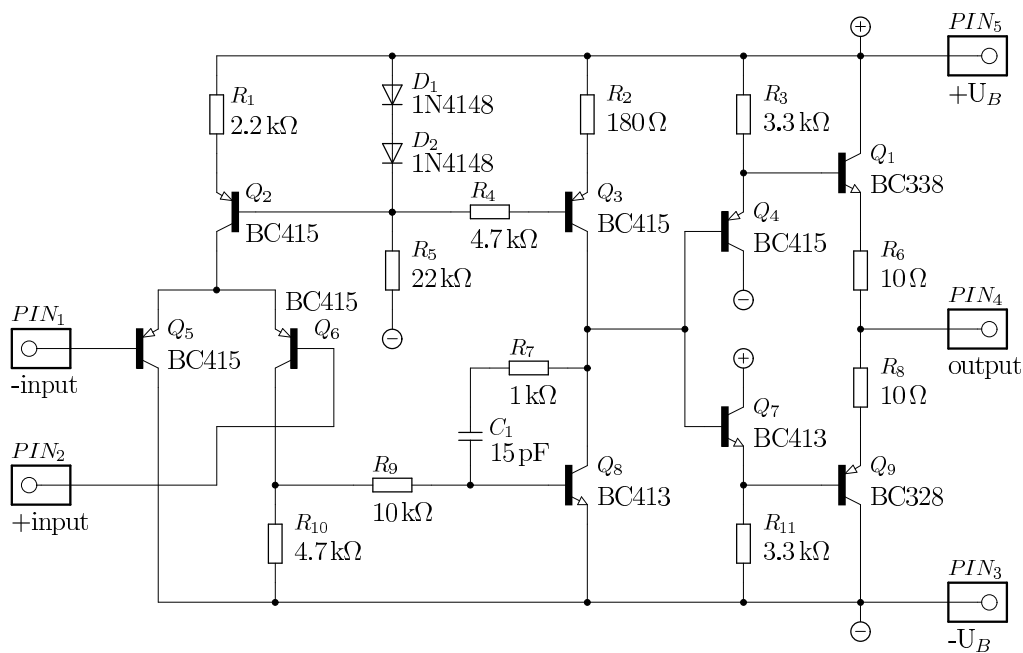 PIN5
+UB
R1
2.2 kΩ
D1
1N4148
D2
1N4148
R2
180 Ω
R3
3.3 kΩ
Q1
BC338
Q2
BC415
R4
4.7 kΩ
Q3
BC415
Q4
BC415
R5
22 kΩ
R6
10 Ω
PIN1
-input
Q5
BC415
BC415
Q6
PIN4
output
R7
1 kΩ
R8
10 Ω
C1
15 pF
Q7
BC413
PIN2
+input
R9
10 kΩ
Q8
BC413
Q9
BC328
R10
4.7 kΩ
R11
3.3 kΩ
PIN3
-UB